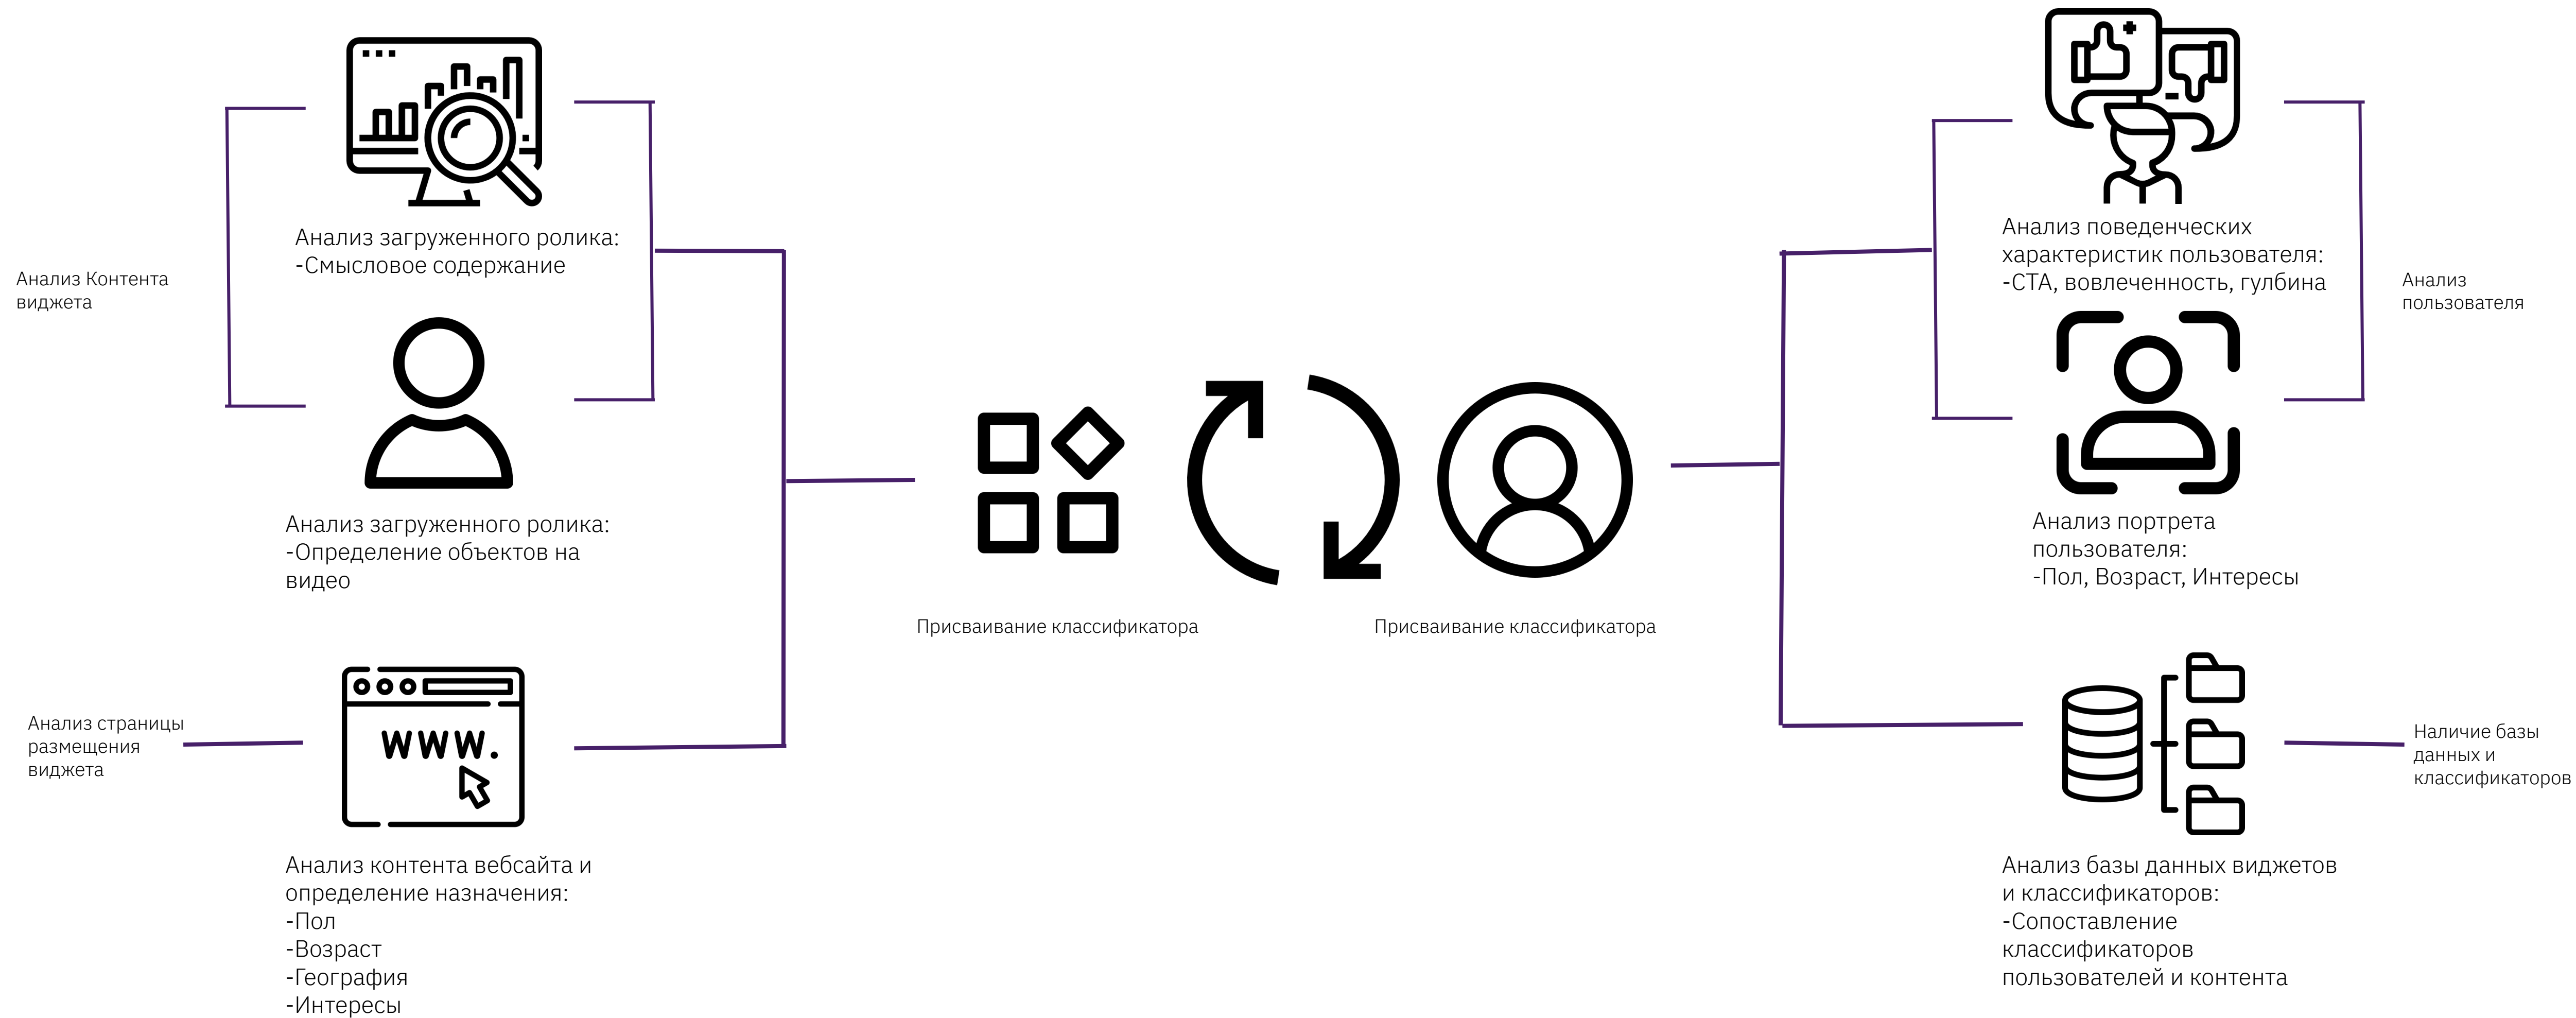 Анализ Контента
виджета
Анализ загруженного ролика:
-Смысловое содержание
Анализ загруженного ролика:
-Определение объектов на
видео
Анализ страницы
размещения
виджета
www.
Анализ контента вебсайта и
определение назначения:
-Пол
-Возраст
-География
-Интересы
Присваивание классификатора
Присваивание классификатора
Анализ поведенческих
характеристик пользователя:
-CTA, вовлеченность, гулбина
Анализ
пользователя
Анализ портрета
пользователя:
-Пол, Возраст, Интересы
Наличие базы
данных и
классификаторов
Анализ базы данных виджетов
и классификаторов:
-Сопоставление
классификаторов
пользователей и контента